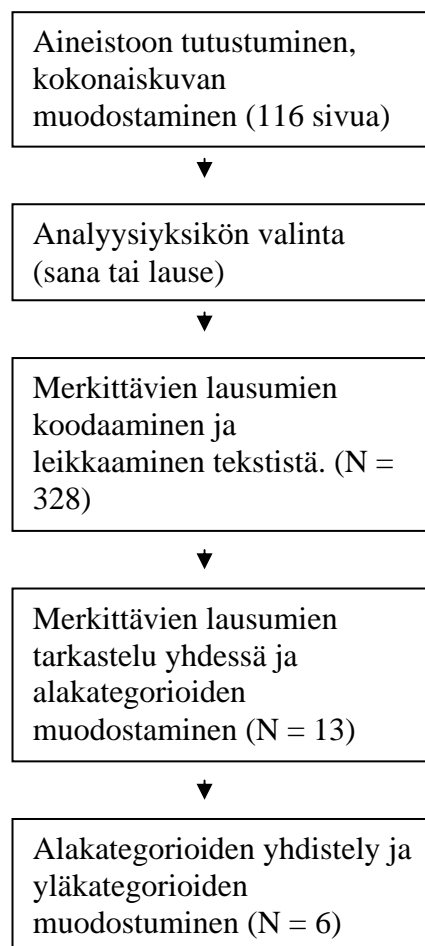 Aineistoon tutustuminen,
kokonaiskuvan
muodostaminen (116 sivua)
Analyysiyksikön valinta
(sana tai lause)
Merkittävien lausumien
koodaaminen ja
leikkaaminen tekstistä. (N =
328)
Merkittävien lausumien
tarkastelu yhdessä ja
alakategorioiden
muodostaminen (N = 13)
Alakategorioiden yhdistely ja
yläkategorioiden
muodostuminen (N = 6)